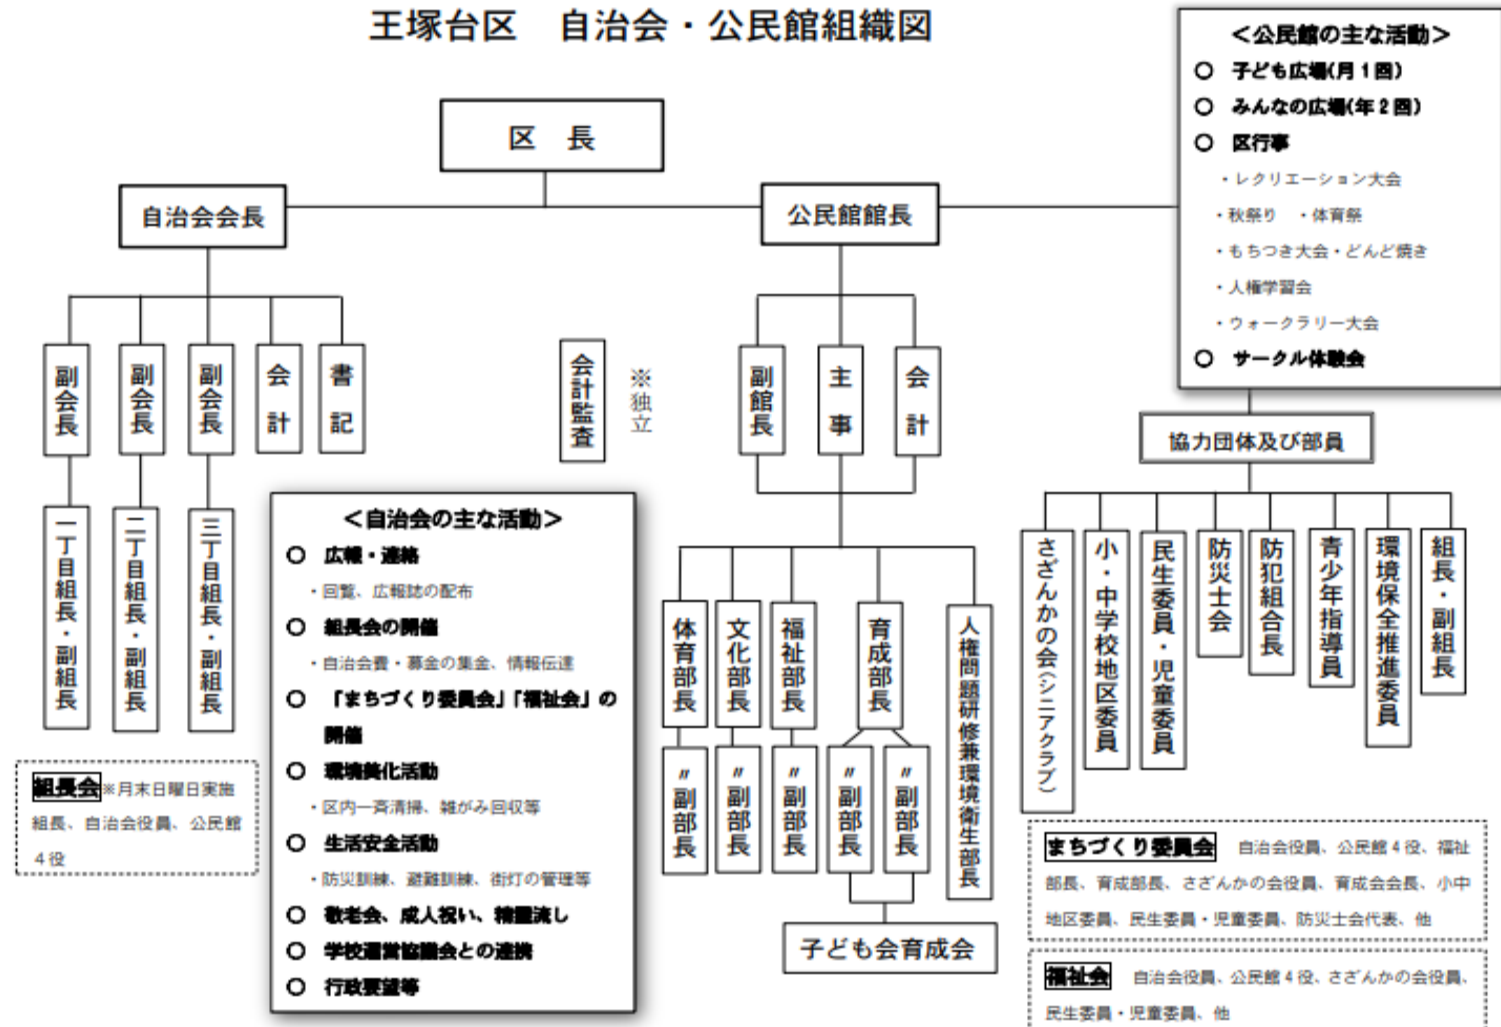 王塚台区　自治会・公民館組織図
区　長
自治会会長
公民館館長
＜公民館の主な活動＞
○　子ども広場(月1回)
○　みんなの広場(年2回)
○　区行事
・レクリエーション大会
・秋祭り　・体育祭
・もちつき大会・どんど焼き
・人権学習会
・ウォークラリー大会
○　サークル体験会
副会長
副会長
副会長
会計
書記
会計監査
※独立
副館長
主事
会計
協力団体及び部員
一丁目組長・副組長
二丁目組長・副組長
三丁目組長・副組長
＜自治会の主な活動＞
○　広報・連絡
・回覧、広報誌の配布
○　組長会の開催
・自治会費・募金の集金、情報伝達
○　「まちづくり委員会」「福祉会」の
開催
○　環境美化活動
・区内一斉清掃、雑がみ回収等
○　生活安全活動
・防災訓練、避難訓練、街灯の管理等
○　敬老会、成人祝い、精霊流し
○　学校運営協議会との連携
○　行政要望等
体育部長
文化部長
福祉部長
育成部長
人権問題研修兼環境衛生部長
〃副部長
〃副部長
〃副部長
〃副部長
〃副部長
子ども会育成会
さざんかの会(シニアクラブ)
小・中学校地区委員
民生委員・児童委員
防災士会
防犯組合長
青少年指導員
環境保全推進委員
組長・副組長
組長会※月末日曜日実施
組長、自治会役員、公民館
4役
まちづくり委員会　自治会役員、公民館4役、福祉
部長、育成部長、さざんかの会役員、育成会会長、小中
地区委員、民生委員・児童委員、防災士会代表、他
福祉会　自治会役員、公民館4役、さざんかの会役員、
民生委員・児童委員、他